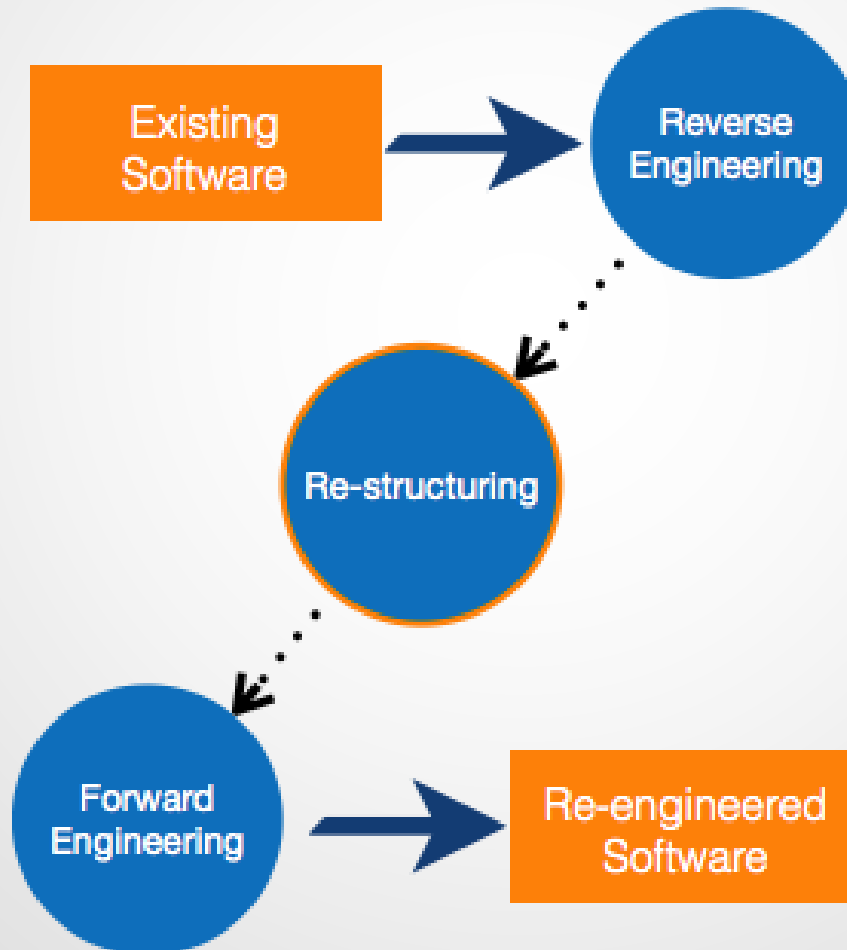 Existing
Software
Reverse
Engineering
Re-structuring
Forward
Engineering
Re-engineered
Software